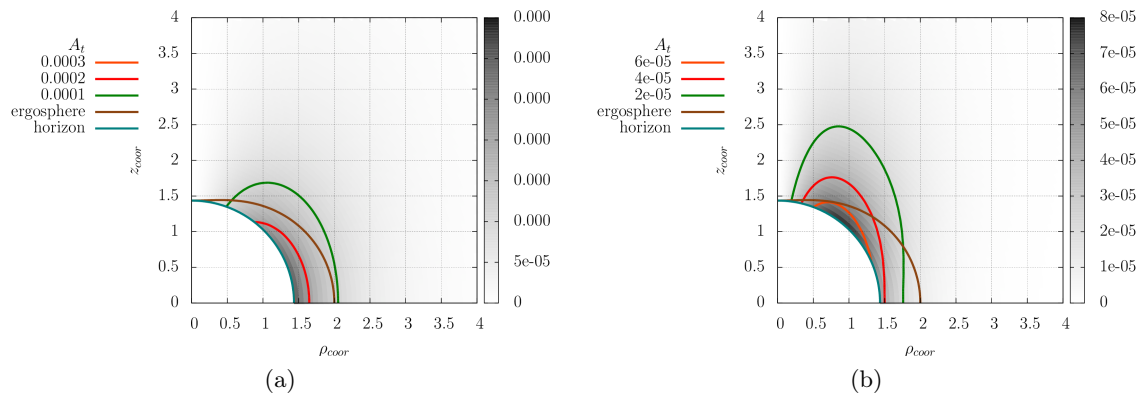 A_t
0.0003
0.0002
0.0001
ergosphere
horizon
z_coor
4
3.5
3
2.5
2
1.5
1
0.5
0
0 0.5 1 1.5 2 2.5 3 3.5 4
ρ_coor
0.000
0.000
0.000
0.000
0.000
0.000
5e-05
0
(a)
A_t
6e-05
4e-05
2e-05
ergosphere
horizon
z_coor
4
3.5
3
2.5
2
1.5
1
0.5
0
0 0.5 1 1.5 2 2.5 3 3.5 4
ρ_coor
8e-05
7e-05
6e-05
5e-05
4e-05
3e-05
2e-05
1e-05
0
(b)